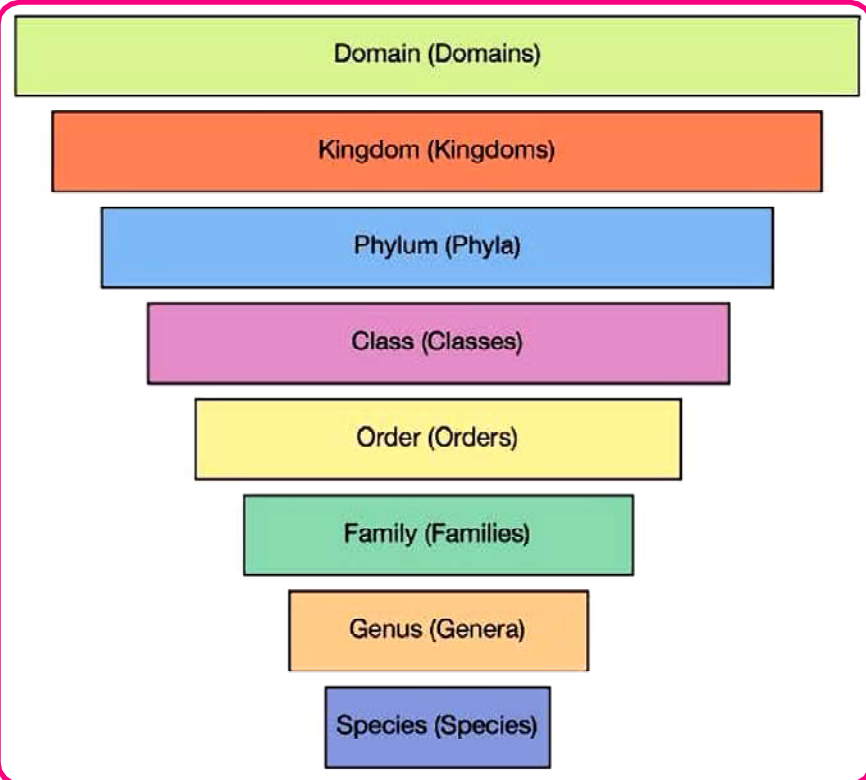 Domain (Domains)
Kingdom (Kingdoms)
Phylum (Phyla)
Class (Classes)
Order (Orders)
Family (Families)
Genus (Genera)
Species (Species)